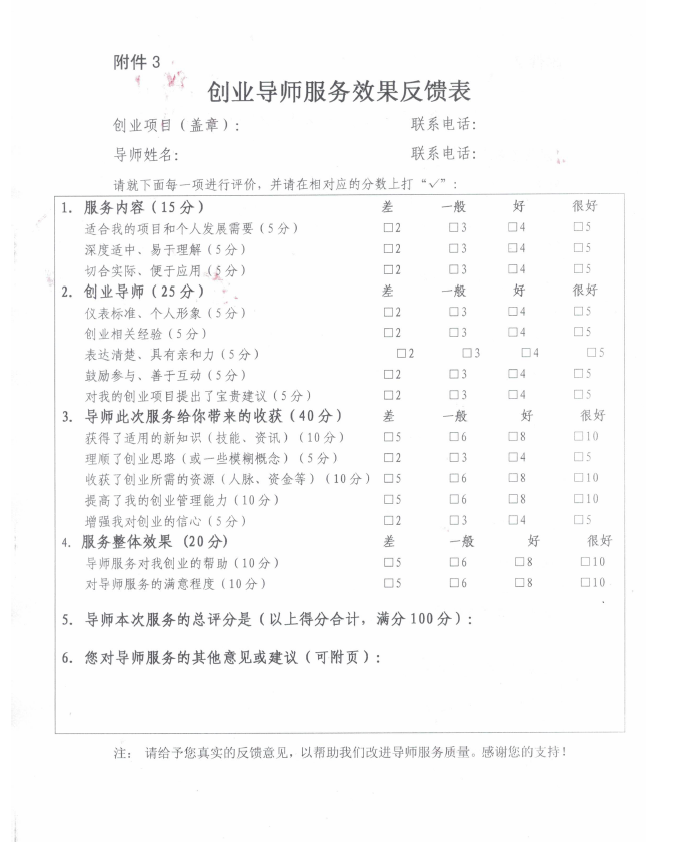 附件 3
创业导师服务效果反馈表
创业项目（盖章）： 联系电话：
导师姓名： 联系电话：
请就下面每一项进行评价，并请在相对应的分数上打“✓”：
1. 服务内容（15 分） 差 一般 好 很好
适合我的项目和个人发展需要（5 分） □2 □3 □4 □5
深度适中、易于理解（5 分） □2 □3 □4 □5
切合实际、便于应用（5 分） □2 □3 □4 □5
2. 创业导师（25 分） 差 一般 好 很好
仪表标准、个人形象（5 分） □2 □3 □4 □5
创业相关经验（5 分） □2 □3 □4 □5
表达清楚、具有亲和力（5 分） □2 □3 □4 □5
鼓励参与、善于互动（5 分） □2 □3 □4 □5
对我的创业项目提出了宝贵建议（5 分） □2 □3 □4 □5
3. 导师此次服务给你带来的收获（40 分） 差 一般 好 很好
获得了适用的新知识（技能、资讯）（10 分） □5 □6 □8 □10
理顺了创业思路（或一些模糊概念）（5 分） □2 □3 □4 □5
收获了创业所需的资源（人脉、资金等）（10 分） □5 □6 □8 □10
提高了我的创业管理能力（10 分） □5 □6 □8 □10
增强我对创业的信心（5 分） □2 □3 □4 □5
4. 服务整体效果 (20 分) 差 一般 好 很好
导师服务对我创业的帮助（10 分） □5 □6 □8 □10
对导师服务的满意程度（10 分） □5 □6 □8 □10
5. 导师本次服务的总评分是（以上得分合计，满分 100 分）：
6. 您对导师服务的其他意见或建议（可附页）：
注： 请给予您真实的反馈意见，以帮助我们改进导师服务质量。感谢您的支持！